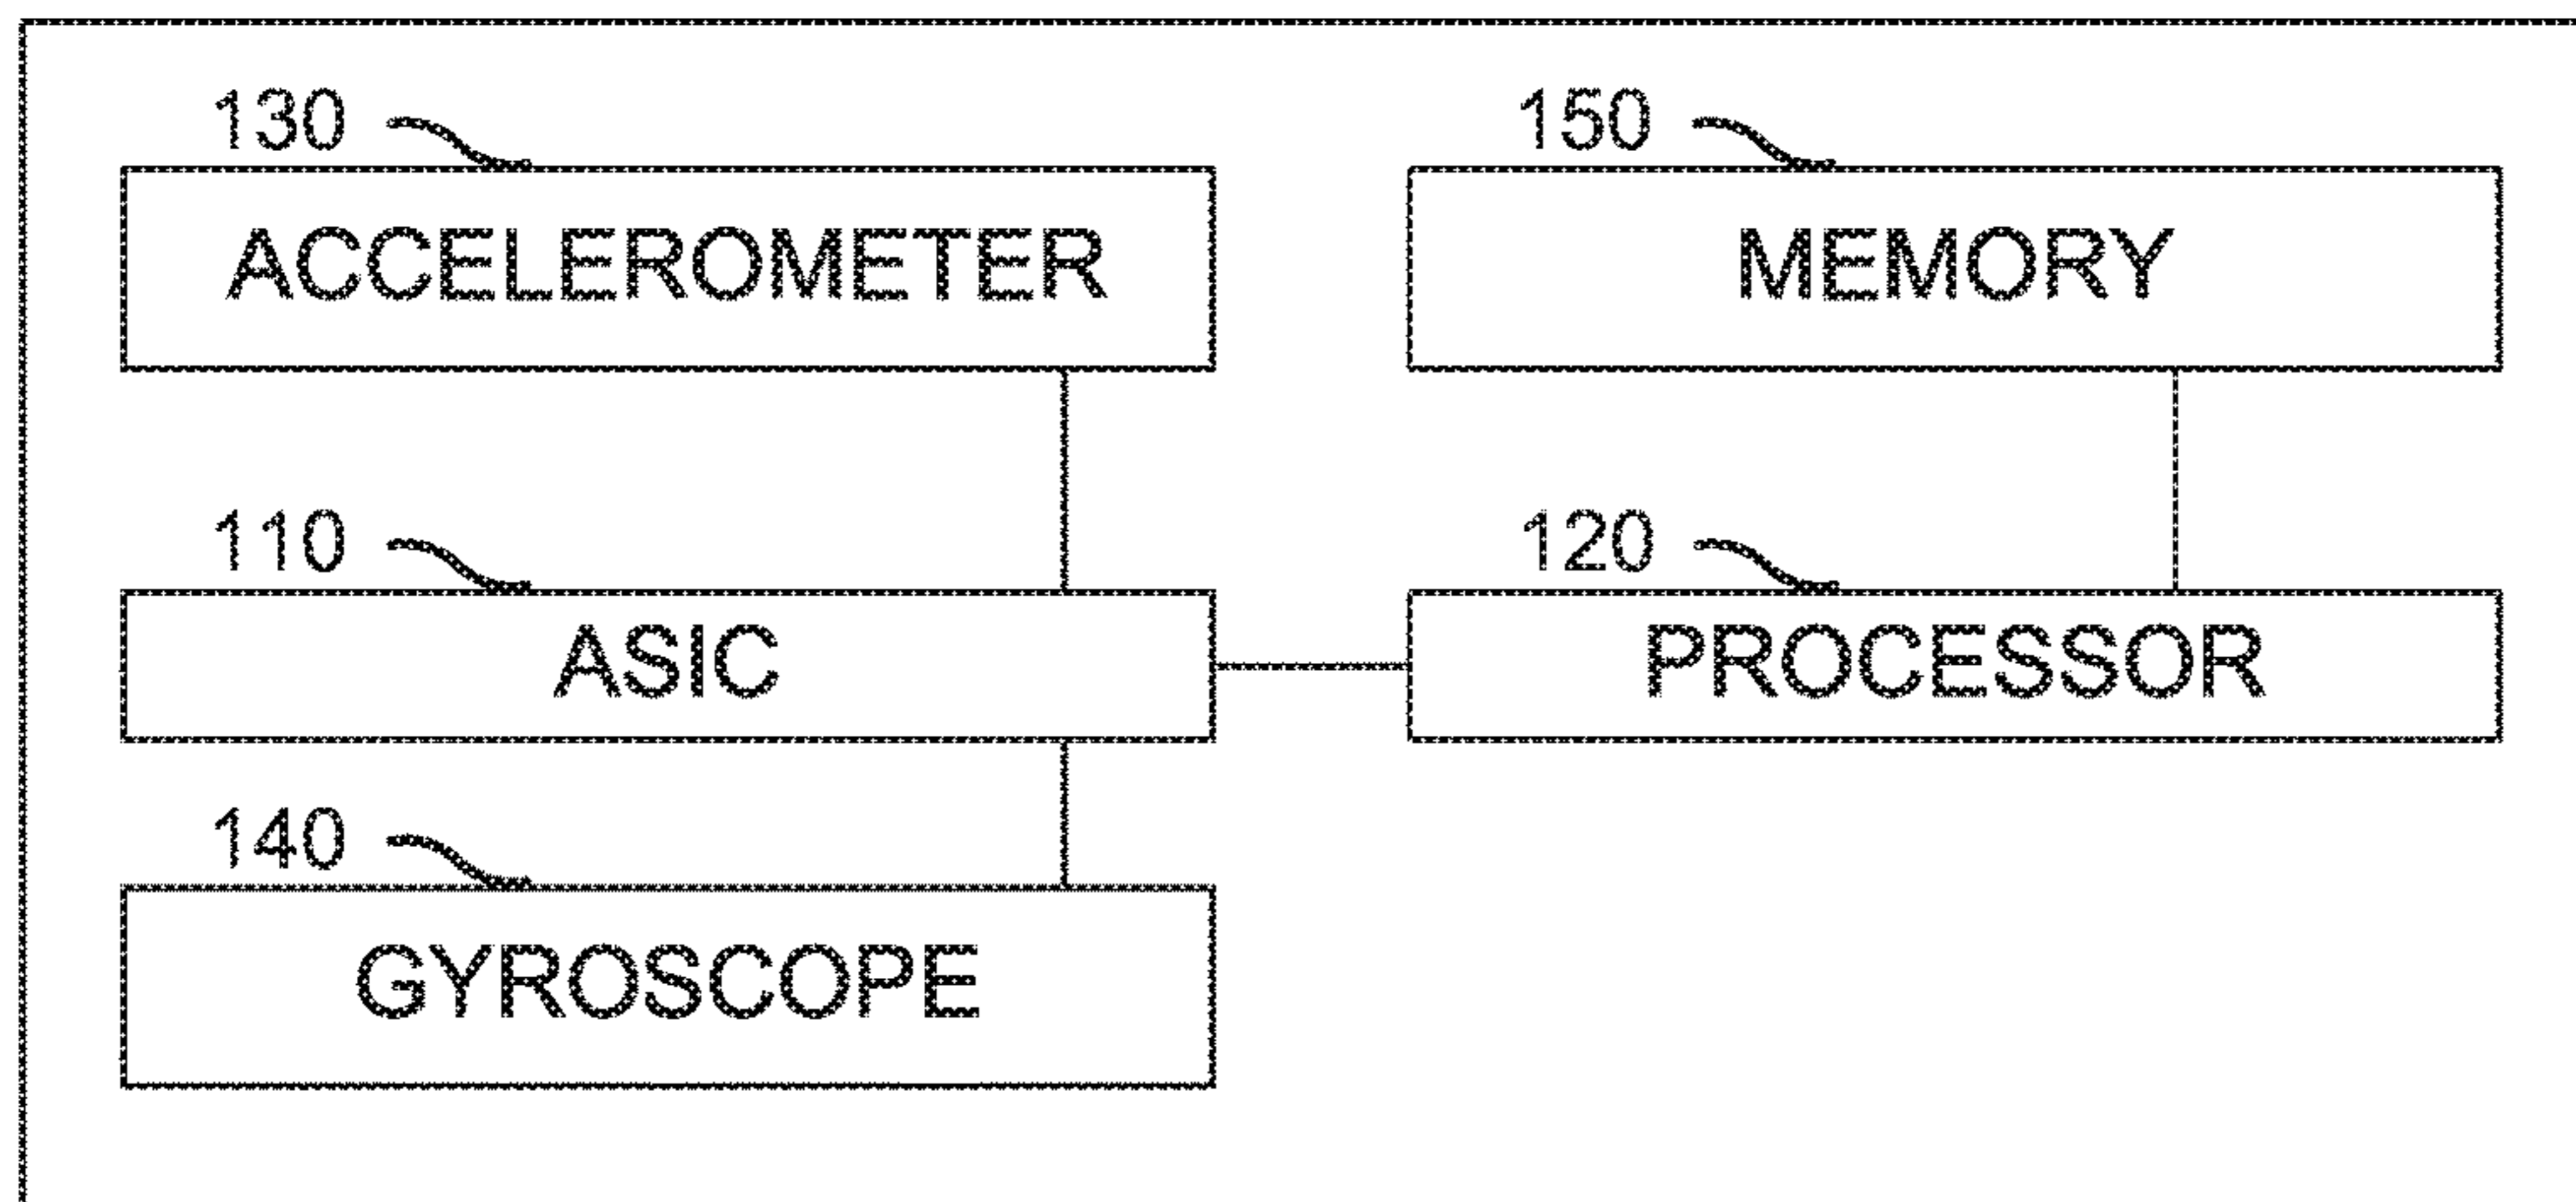 130
150
ACCELEROMETER
MEMORY
110
120
ASIC
PROCESSOR
140
GYROSCOPE